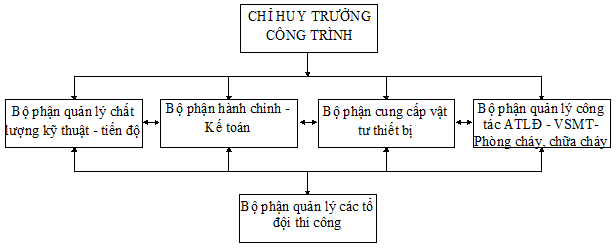 CHỈ HUY TRƯỞNG
CÔNG TRÌNH
Bộ phận quản lý chất
lượng kỹ thuật - tiến độ
Bộ phận hành chinh -
Kế toán
Bộ phận cung cấp vật
tư thiết bị
Bộ phận quản lý công
tác ATLĐ - VSMT-
Phòng cháy, chữa cháy
Bộ phận quản lý các tổ
đội thi công